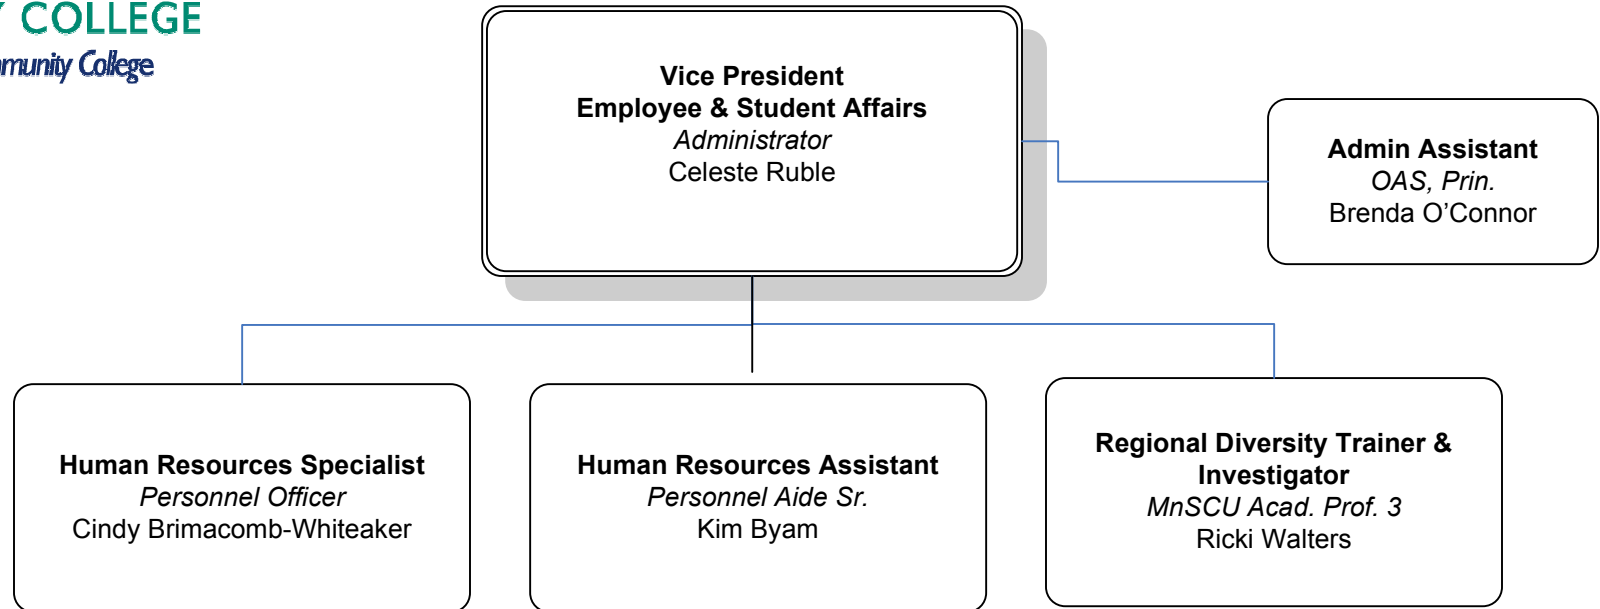 COLLEGE
College
Vice President
Employee & Student Affairs
Administrator
Celeste Ruble
Admin Assistant
OAS, Prin.
Brenda O’Connor
Human Resources Specialist
Personnel Officer
Cindy Brimacomb-Whiteaker
Human Resources Assistant
Personnel Aide Sr.
Kim Byam
Regional Diversity Trainer &
Investigator
MnSCU Acad. Prof. 3
Ricki Walters